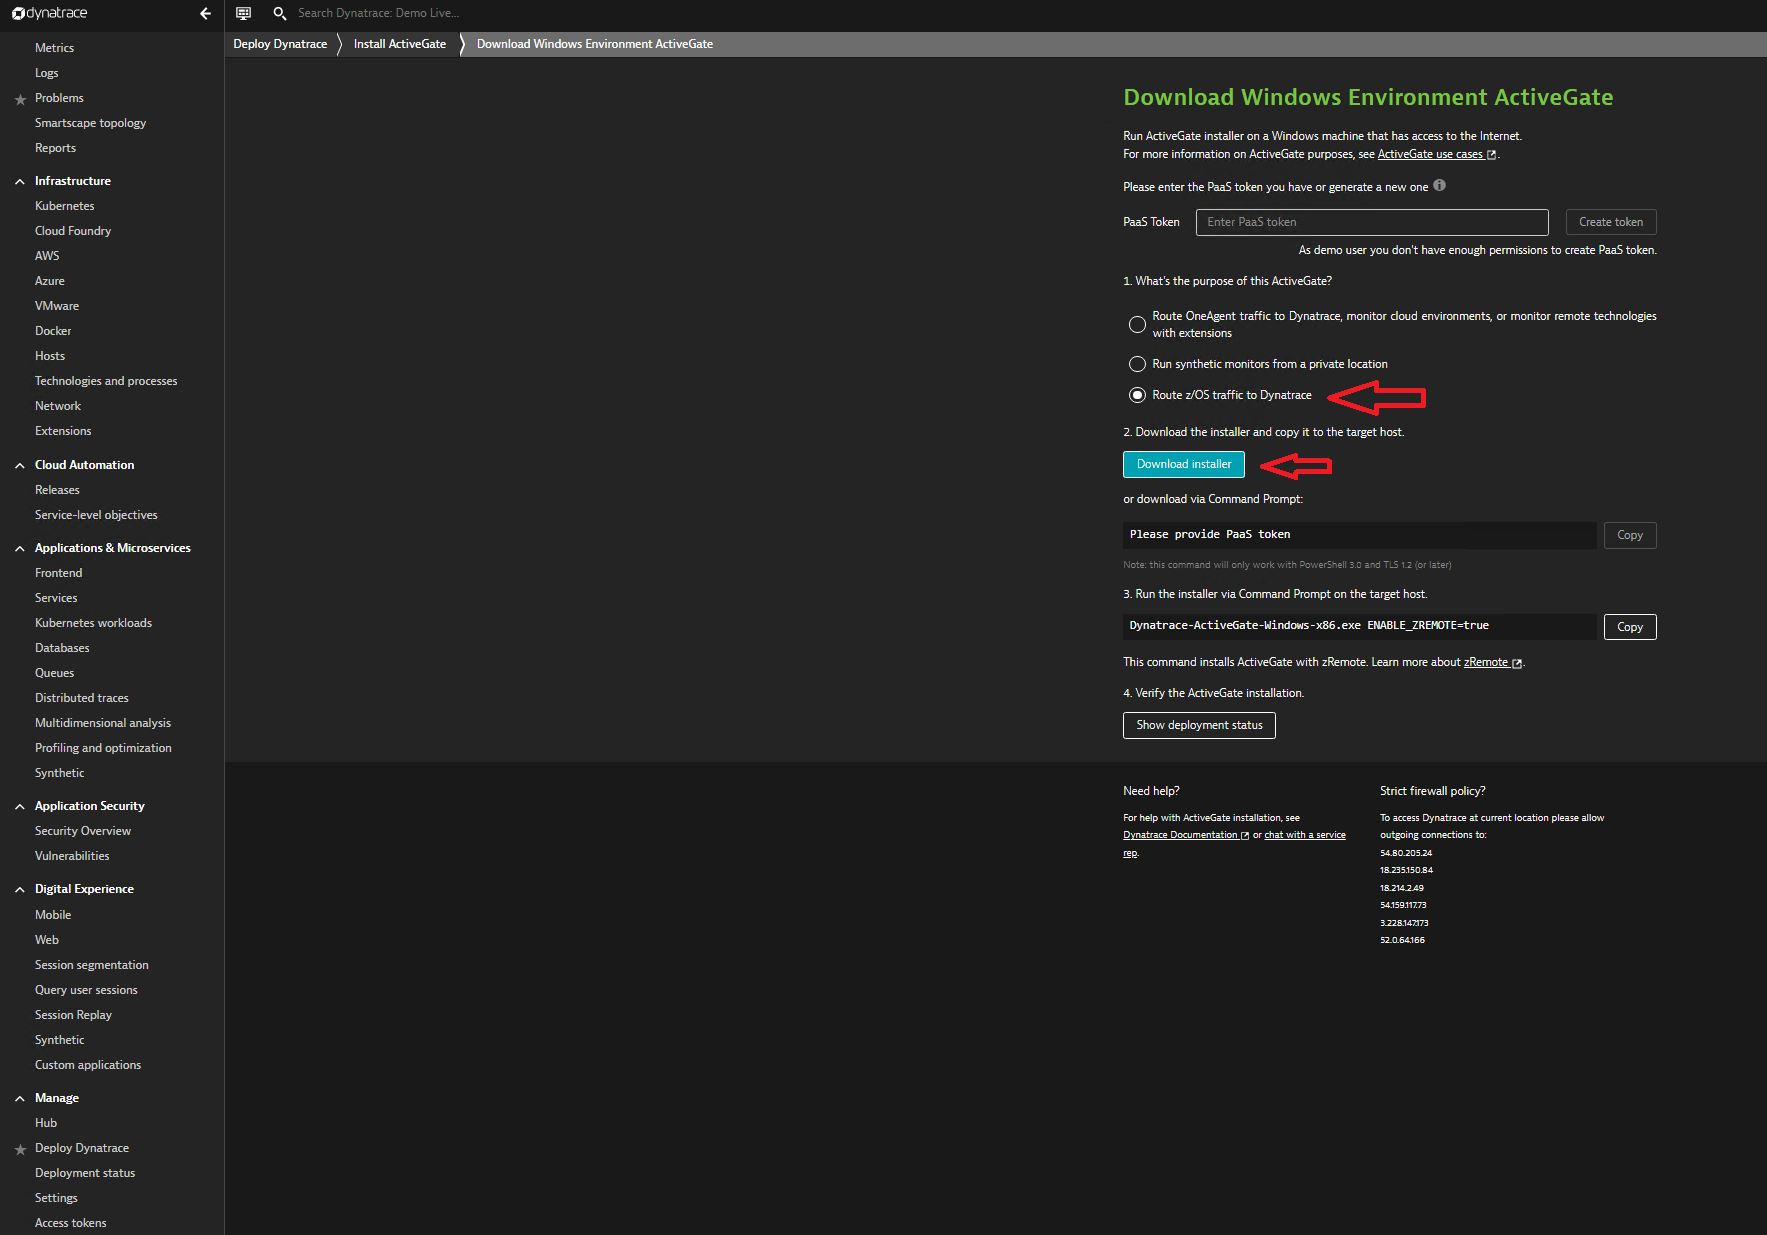 dynatrace
Search Dynatrace: Demo Live...
Deploy Dynatrace
Install ActiveGate
Download Windows Environment ActiveGate
Metrics
Logs
Problems
Smartscape topology
Reports
Infrastructure
Kubernetes
Cloud Foundry
AWS
Azure
VMware
Docker
Hosts
Technologies and processes
Network
Extensions
Cloud Automation
Releases
Service-level objectives
Applications & Microservices
Frontend
Services
Kubernetes workloads
Databases
Queues
Distributed traces
Multidimensional analysis
Profiling and optimization
Synthetic
Application Security
Security Overview
Vulnerabilities
Digital Experience
Mobile
Web
Session segmentation
Query user sessions
Session Replay
Synthetic
Custom applications
Manage
Hub
Deploy Dynatrace
Deployment status
Settings
Access tokens
Download Windows Environment ActiveGate
Run ActiveGate installer on a Windows machine that has access to the Internet.
For more information on ActiveGate purposes, see ActiveGate use cases.
Please enter the PaaS token you have or generate a new one
PaaS Token
Enter PaaS token
Create token
As demo user you don't have enough permissions to create PaaS token.
1. What's the purpose of this ActiveGate?
Route OneAgent traffic to Dynatrace, monitor cloud environments, or monitor remote technologies
with extensions
Run synthetic monitors from a private location
Route z/OS traffic to Dynatrace
2. Download the installer and copy it to the target host.
Download installer
or download via Command Prompt:
Please provide PaaS token
Copy
Note: this command will only work with PowerShell 3.0 and TLS 1.2 (or later)
3. Run the installer via Command Prompt on the target host.
Dynatrace-ActiveGate-Windows-x86.exe ENABLE_ZREMOTE=true
Copy
This command installs ActiveGate with zRemote. Learn more about zRemote.
4. Verify the ActiveGate installation.
Show deployment status
Need help?
For help with ActiveGate installation, see
Dynatrace Documentation or chat with a service
rep.
Strict firewall policy?
To access Dynatrace at current location please allow
outgoing connections to:
54.80.205.24
18.235.150.84
18.214.2.49
54.159.117.73
3.228.147.173
52.0.64.166